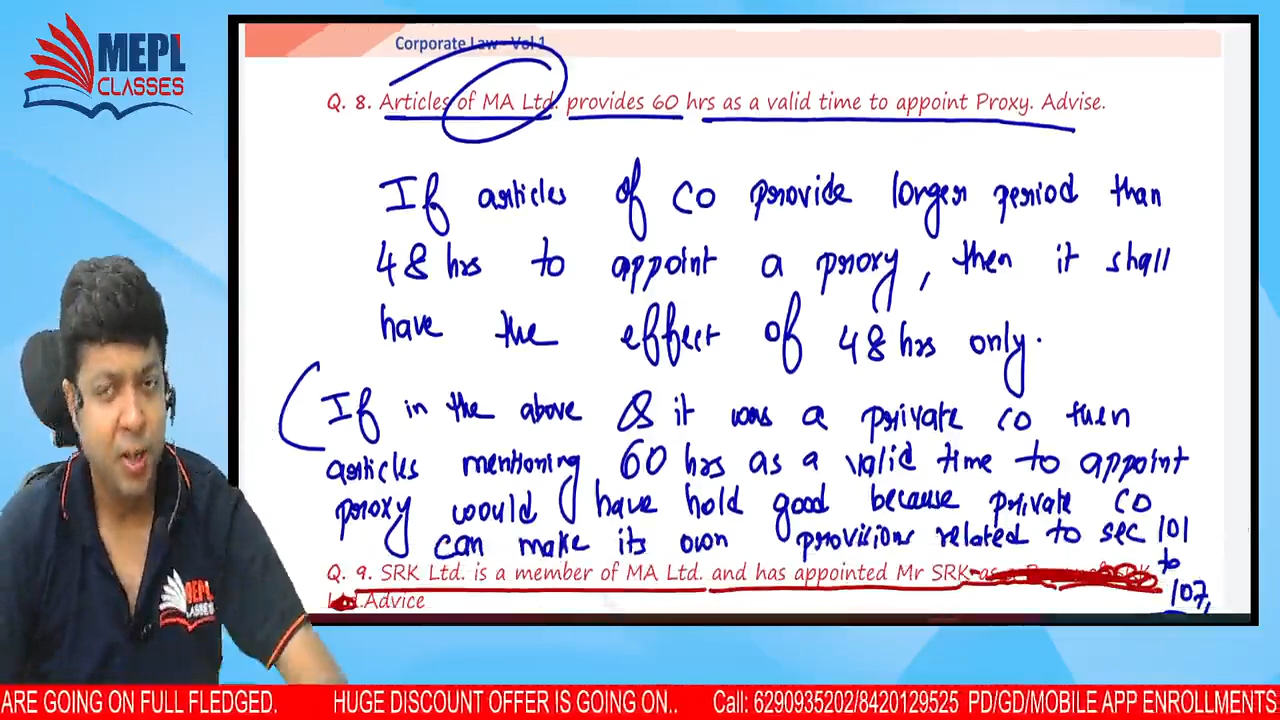 MEPL
CLASSES
Corporate Law - Vol 1
Q. 8. Articles of MA Ltd. provides 60 hrs as a valid time to appoint Proxy. Advise.
If articles of co provide longer period than
48 hrs to appoint a proxy, then it shall
have the effect of 48 hrs only.
If in the above Q it was a private co then
articles mentioning 60 hrs as a valid time to appoint
proxy would have hold good because private co
can make its own provisions related to sec 101
to
107,
Q. 9. SRK Ltd. is a member of MA Ltd. and has appointed Mr SRK
Advice
MEPL
CLASSES
ARE GOING ON FULL FLEDGED. HUGE DISCOUNT OFFER IS GOING ON.. Call: 6290935202/8420129525 PD/GD/MOBILE APP ENROLLMENTS